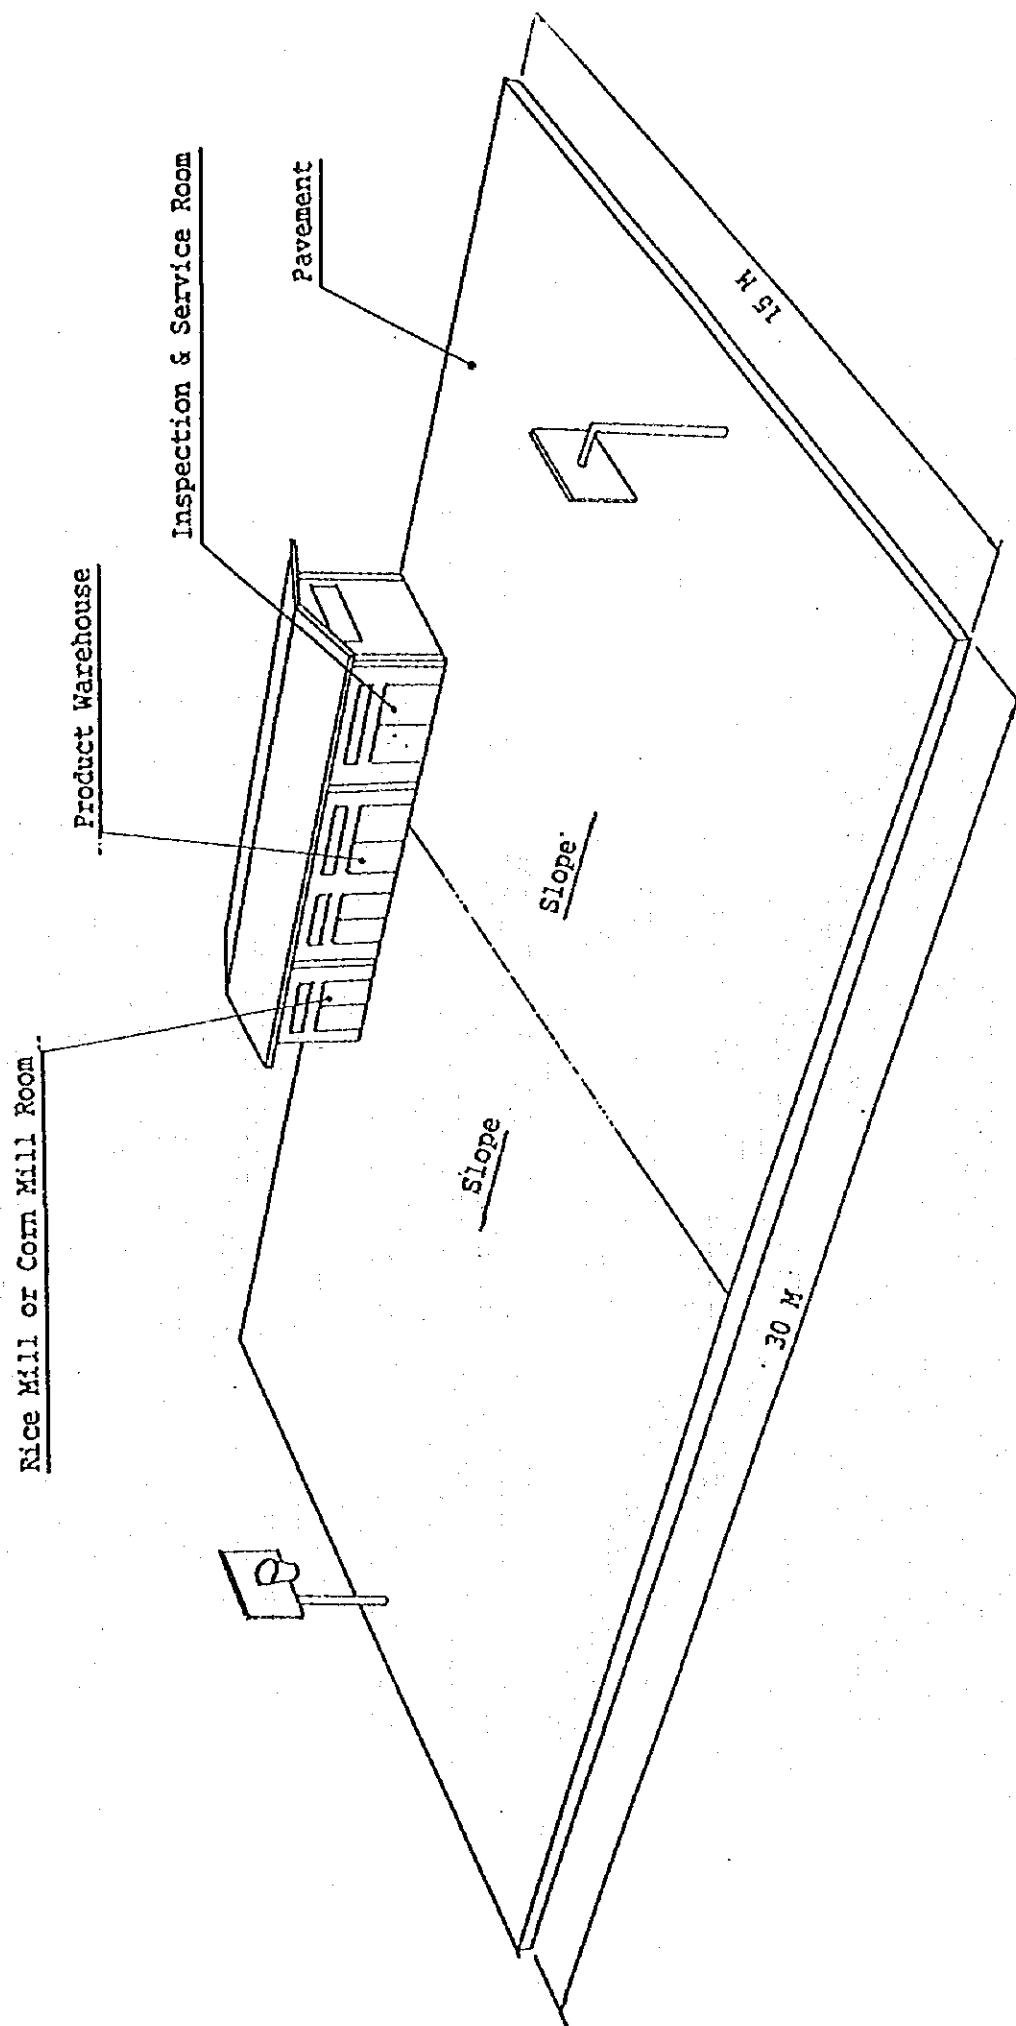 Rice Mill or Corn Mill Room
Product Warehouse
Inspection & Service Room
Pavement
Slope
Slope
15 M
30 M